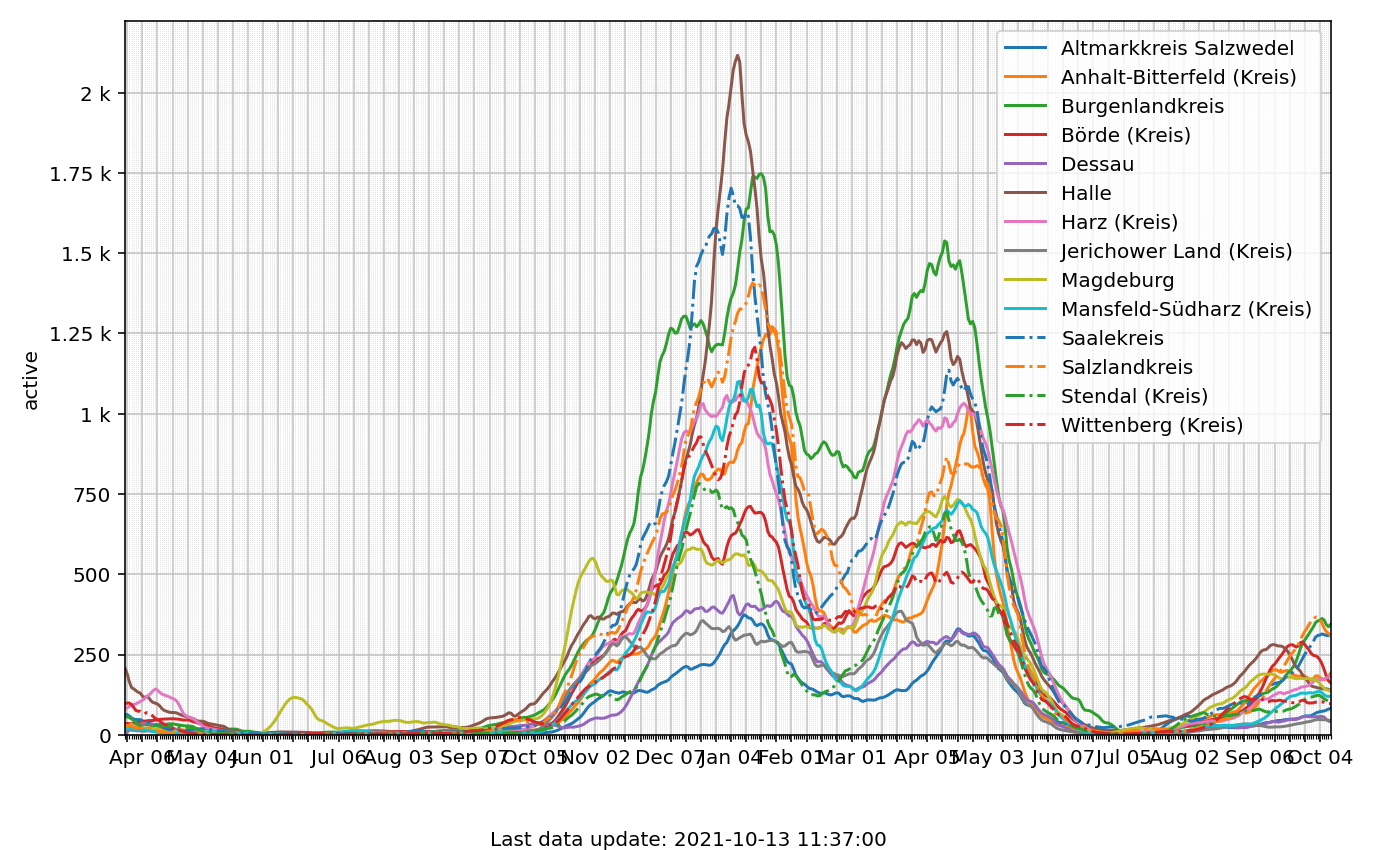 2 k
1.75 k
1.5 k
1.25 k
1 k
750
500
250
0
active
Altmarkkreis Salzwedel
Anhalt-Bitterfeld (Kreis)
Burgenlandkreis
Börde (Kreis)
Dessau
Halle
Harz (Kreis)
Jerichower Land (Kreis)
Magdeburg
Mansfeld-Südharz (Kreis)
Saalekreis
Salzlandkreis
Stendal (Kreis)
Wittenberg (Kreis)
Apr 06 May 04 Jun 01 Jul 06 Aug 03 Sep 07 Oct 05 Nov 02 Dec 07 Jan 04 Feb 01 Mar 01 Apr 05 May 03 Jun 07 Jul 05 Aug 02 Sep 06 Oct 04
Last data update: 2021-10-13 11:37:00